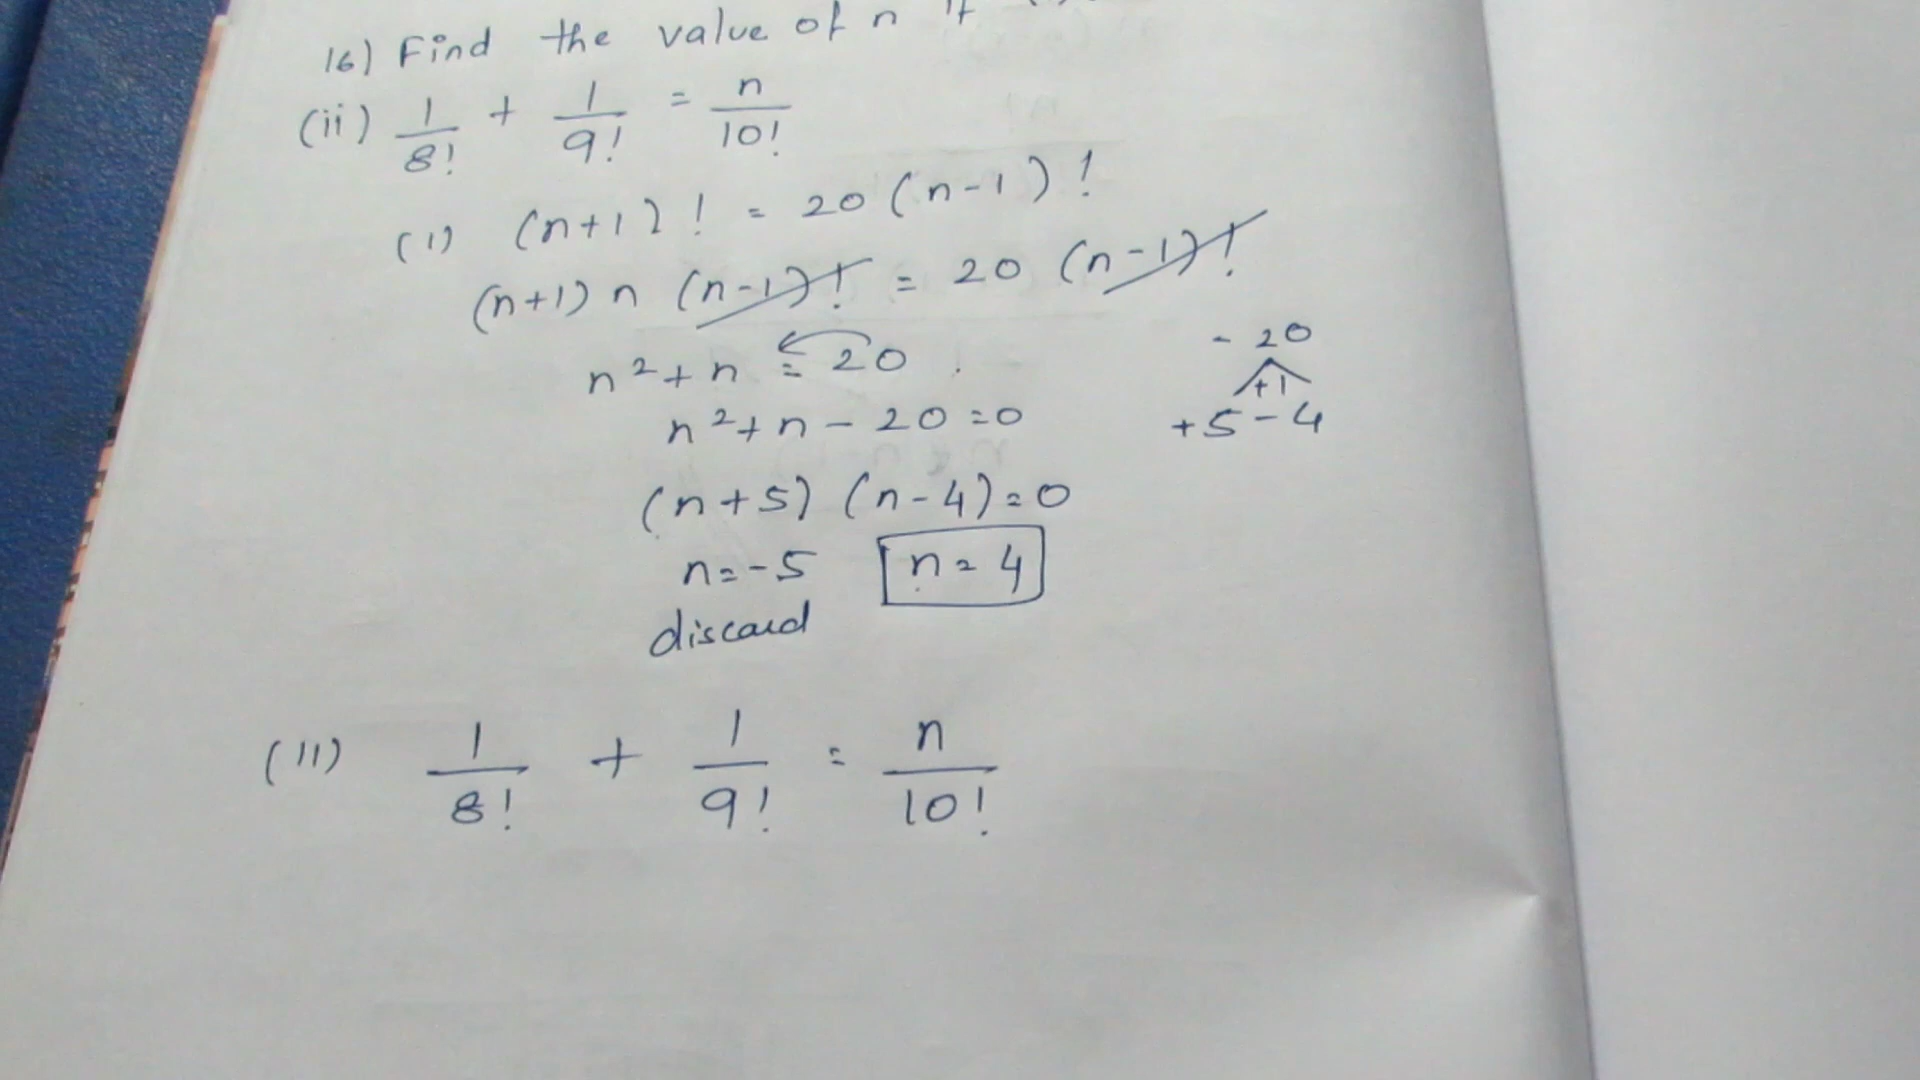 16) Find the value of n if
(ii) 1/8! + 1/9! = n/10!
(i) (n+1)! = 20 (n-1)!
(n+1) n (n-1)! = 20 (n-1)!
n² + n = 20
- 20
+1
n² + n - 20 = 0
+5 - 4
(n+5) (n-4) = 0
n = -5 n = 4
discard
(ii) 1/8! + 1/9! = n/10!